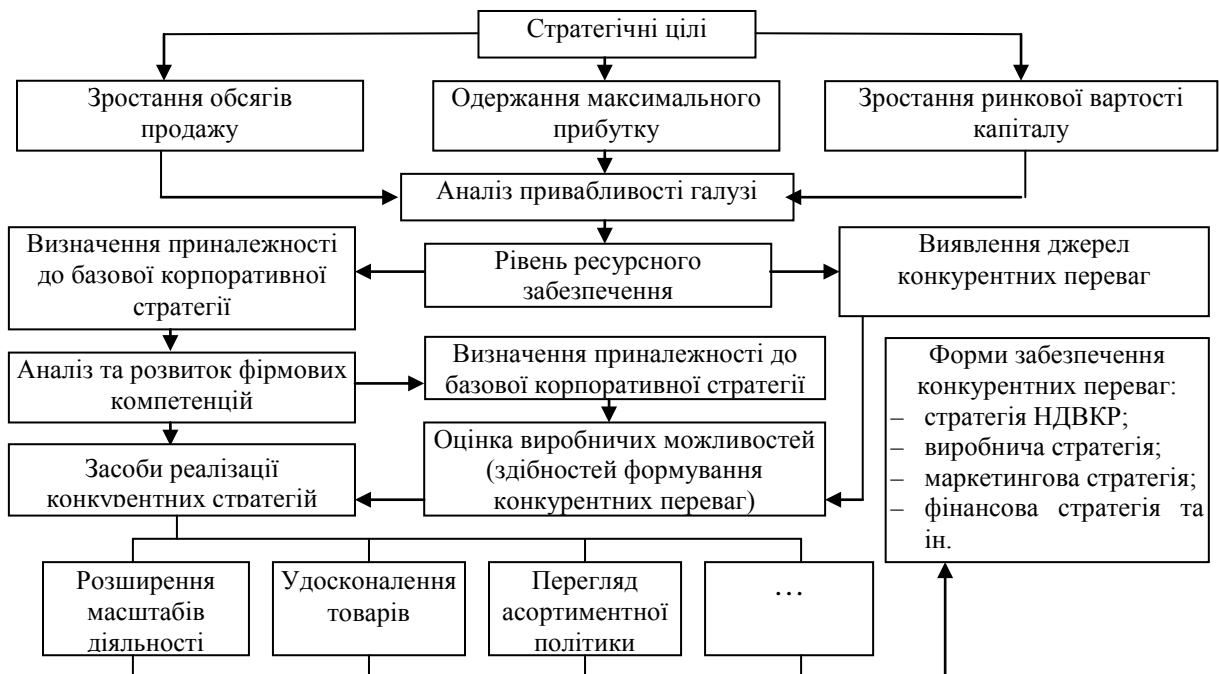 Стратегічні цілі
Зростання обсягів
продажу
Одержання максимального
прибутку
Зростання ринкової вартості
капіталу
Аналіз привабливості галузі
Визначення приналежності
до базової корпоративної
стратегії
Рівень ресурсного
забезпечення
Виявлення джерел
конкурентних переваг
Аналіз та розвиток фірмових
компетенцій
Визначення приналежності до
базової корпоративної стратегії
Форми забезпечення
конкурентних переваг:
– стратегія НДВКР;
– виробнича стратегія;
– маркетингова стратегія;
– фінансова стратегія та
ін.
Засоби реалізації
конкурентних стратегій
Оцінка виробничих можливостей
(здібностей формування
конкурентних переваг)
Розширення
масштабів
діяльності
Удосконалення
товарів
Перегляд
асортиментної
політики
…